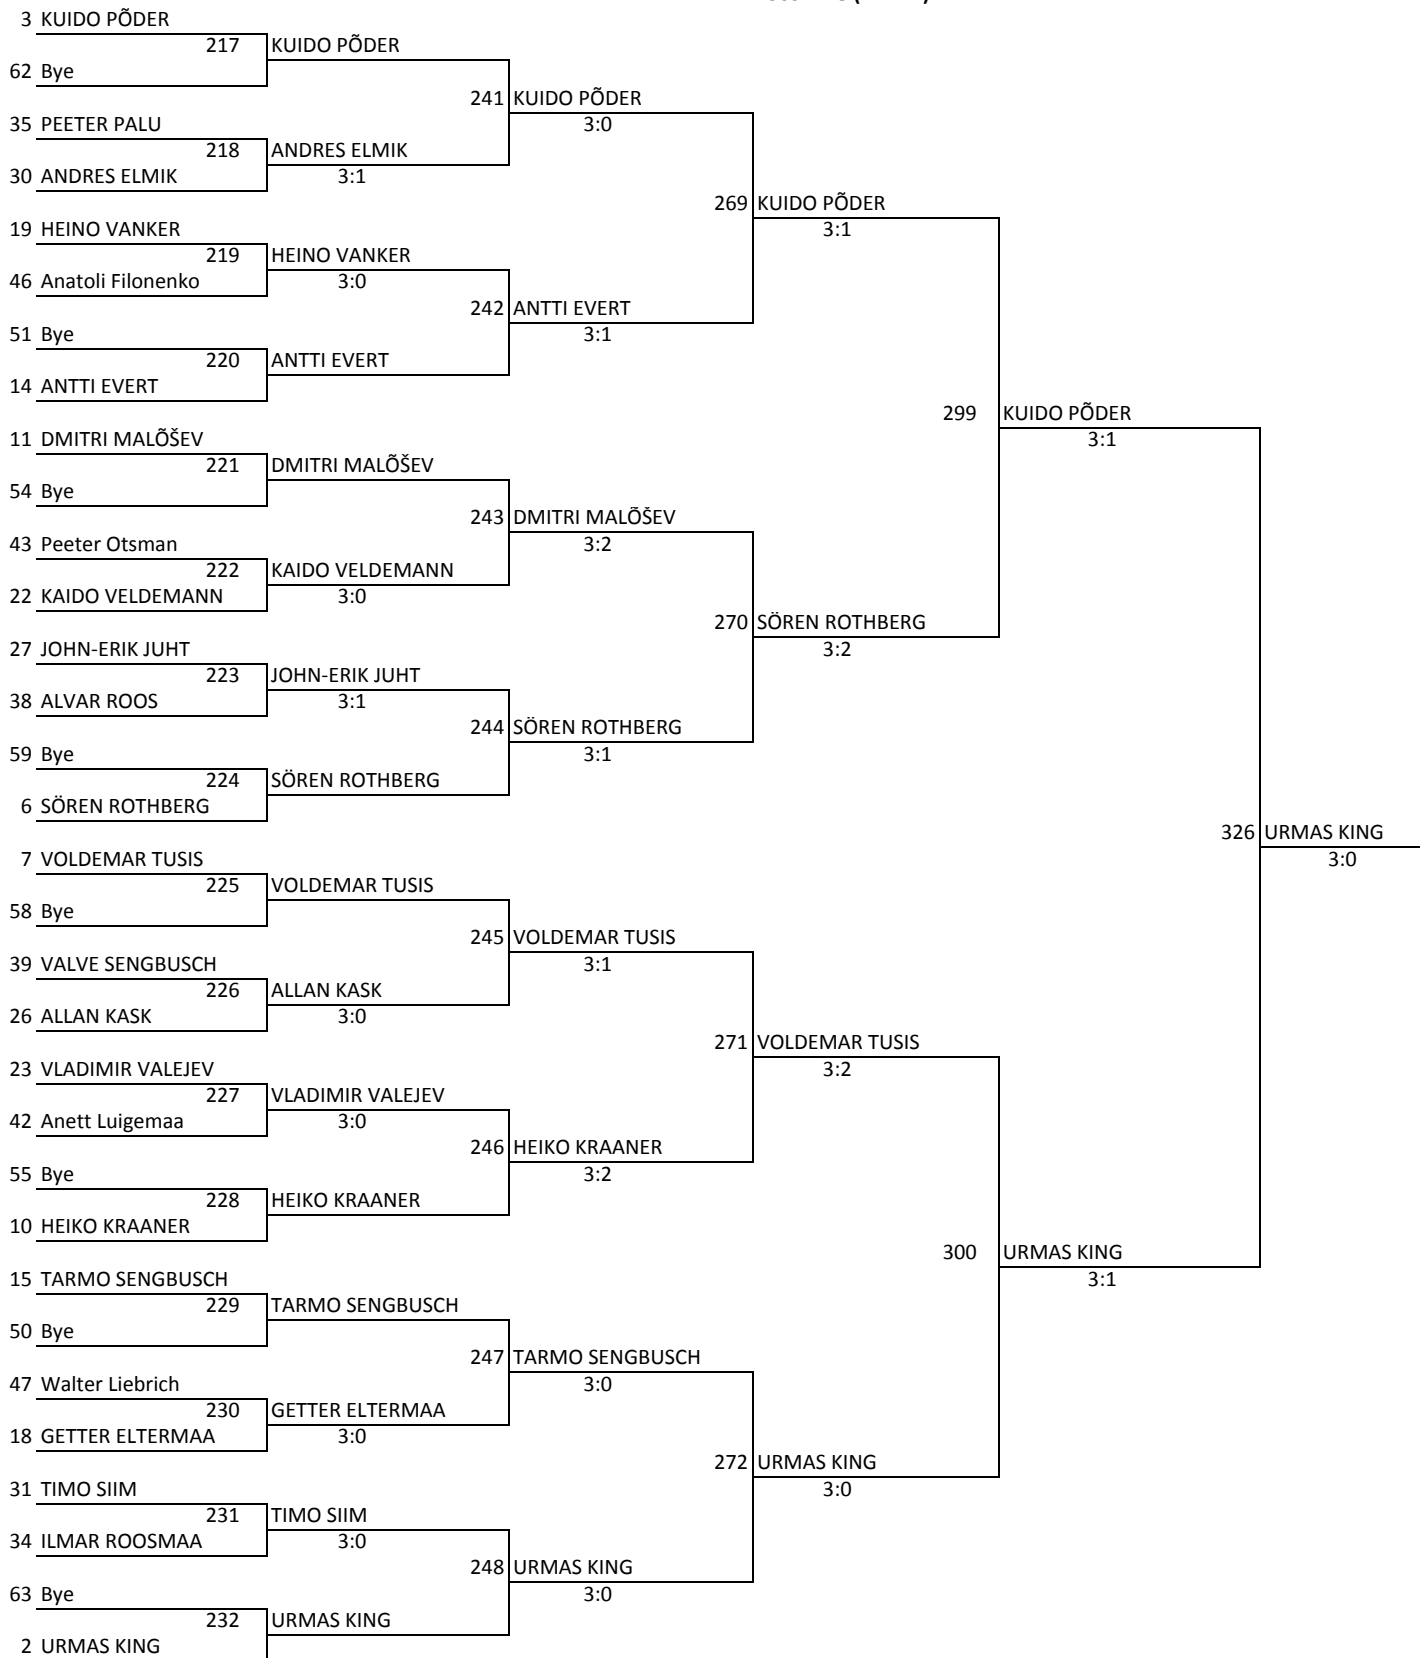 3 KUIDO PÕDER
217 KUIDO PÕDER
62 Bye
241 KUIDO PÕDER
35 PEETER PALU
3:0
218 ANDRES ELMIK
30 ANDRES ELMIK
3:1
269 KUIDO PÕDER
19 HEINO VANKER
3:1
219 HEINO VANKER
46 Anatoli Filonenko
3:0
242 ANTTI EVERT
51 Bye
3:1
220 ANTTI EVERT
14 ANTTI EVERT
299 KUIDO PÕDER
11 DMITRI MALÕŠEV
3:1
221 DMITRI MALÕŠEV
54 Bye
243 DMITRI MALÕŠEV
43 Peeter Otsman
3:2
222 KAIDO VELDEMANN
22 KAIDO VELDEMANN
3:0
270 SÖREN ROTHBERG
27 JOHN-ERIK JUHT
3:2
223 JOHN-ERIK JUHT
38 ALVAR ROOS
3:1
244 SÖREN ROTHBERG
59 Bye
3:1
224 SÖREN ROTHBERG
6 SÖREN ROTHBERG
326 URMAS KING
7 VOLDEMAR TUSIS
3:0
225 VOLDEMAR TUSIS
58 Bye
245 VOLDEMAR TUSIS
39 VALVE SENGBUSCH
3:1
226 ALLAN KASK
26 ALLAN KASK
3:0
271 VOLDEMAR TUSIS
23 VLADIMIR VALEJEV
3:2
227 VLADIMIR VALEJEV
42 Anett Luigemaa
3:0
246 HEIKO KRAANER
55 Bye
3:2
228 HEIKO KRAANER
10 HEIKO KRAANER
300 URMAS KING
15 TARMO SENGBUSCH
3:1
229 TARMO SENGBUSCH
50 Bye
247 TARMO SENGBUSCH
47 Walter Liebrich
3:0
230 GETTER ELTERMAA
18 GETTER ELTERMAA
3:0
272 URMAS KING
31 TIMO SIIM
3:0
231 TIMO SIIM
34 ILMAR ROOSMAA
3:0
248 URMAS KING
63 Bye
3:0
232 URMAS KING
2 URMAS KING